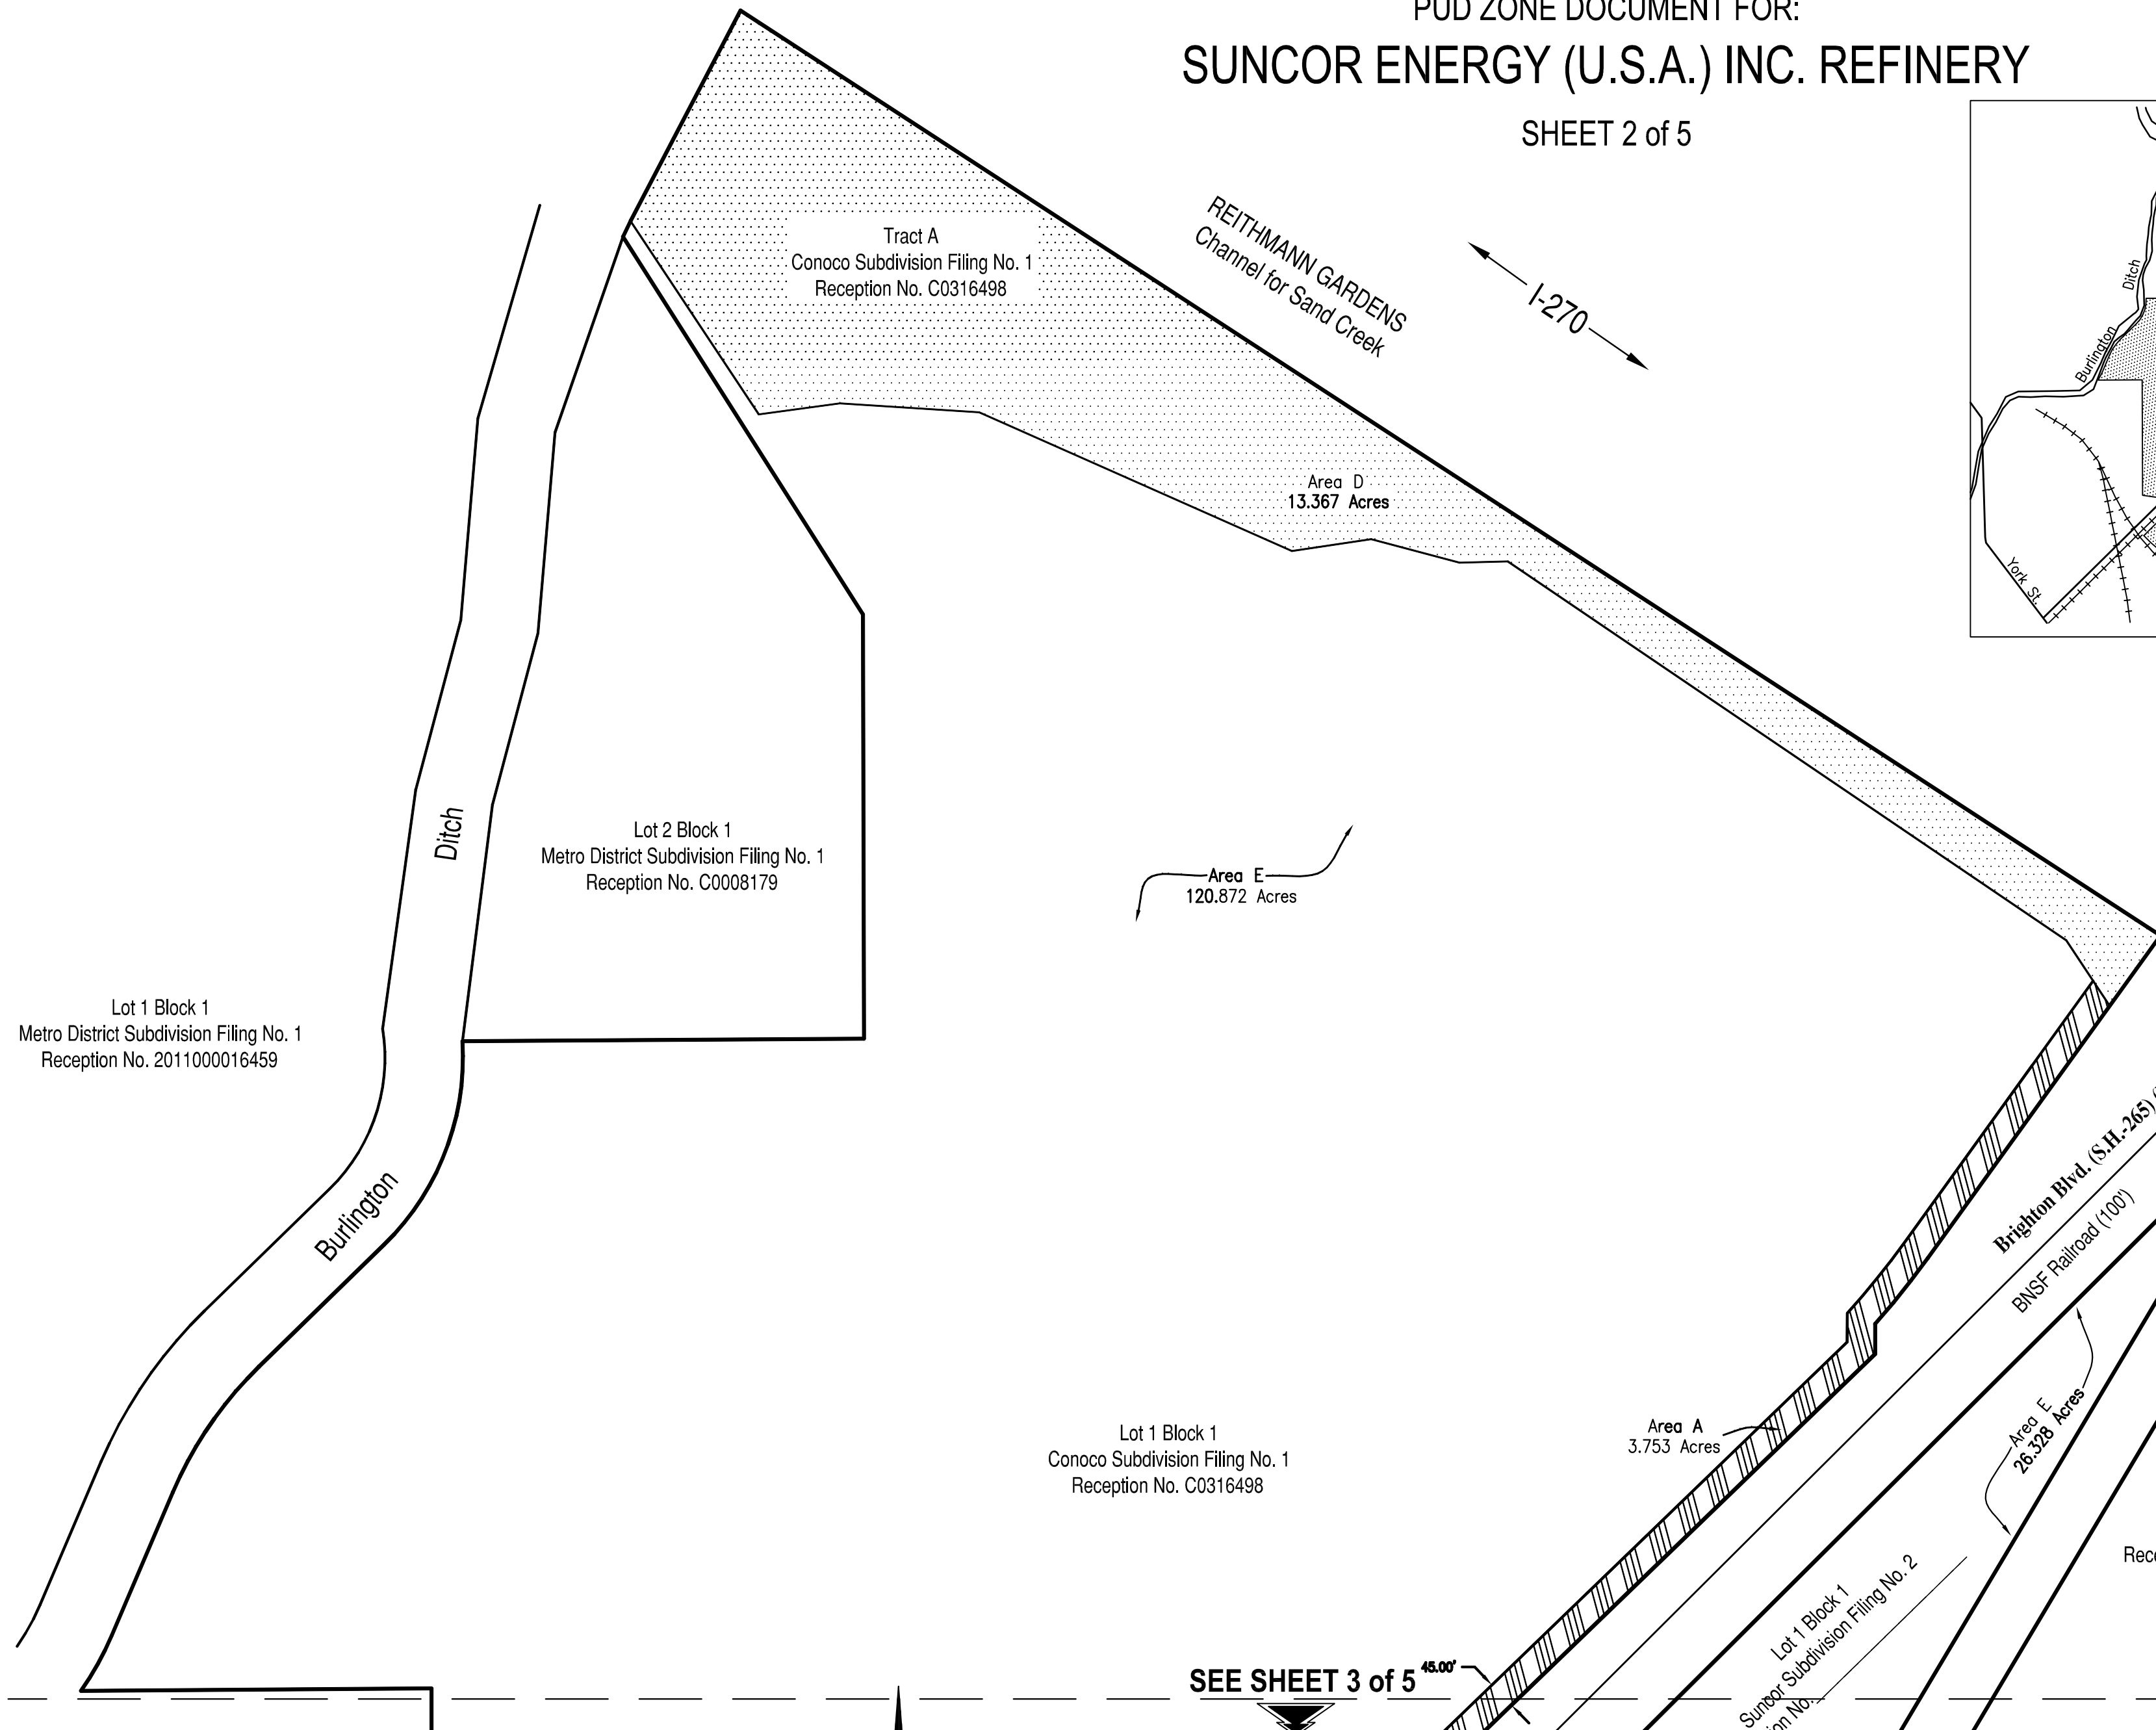 PUD ZONE DOCUMENT FOR:
SUNCOR ENERGY (U.S.A.) INC. REFINERY
SHEET 2 of 5
Tract A
Conoco Subdivision Filing No. 1
Reception No. C0316498
REITHMANN GARDENS
Channel for Sand Creek
I-270
Ditch
Burlington
York St.
Area D
13.367 Acres
Ditch
Lot 2 Block 1
Metro District Subdivision Filing No. 1
Reception No. C0008179
Area E
120.872 Acres
Lot 1 Block 1
Metro District Subdivision Filing No. 1
Reception No. 2011000016459
Burlington
Brighton Blvd. (S.H.-265)
BNSF Railroad (100')
Lot 1 Block 1
Conoco Subdivision Filing No. 1
Reception No. C0316498
Area A
3.753 Acres
Area E
26.328 Acres
Lot 1 Block 1
Suncor Subdivision Filing No. 2
No.
SEE SHEET 3 of 5
45.00'